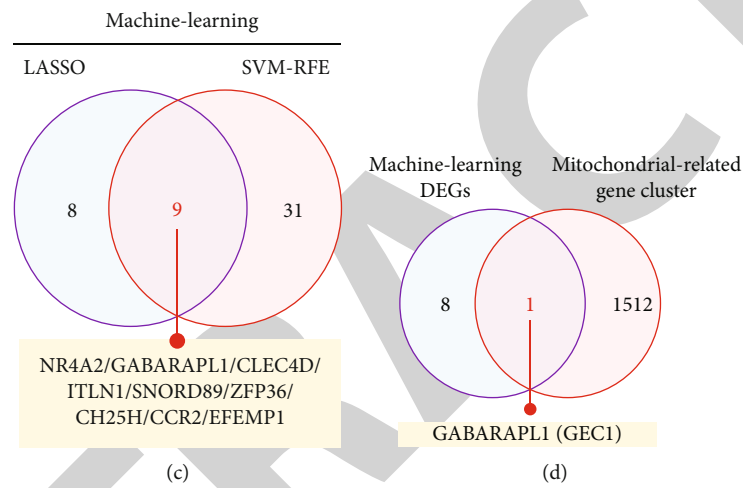 Machine-learning
LASSO
SVM-RFE
8
9
31
NR4A2/GABARAPL1/CLEC4D/
ITLN1/SNORD89/ZFP36/
CH25H/CCR2/EFEMP1
(c)
Machine-learning
DEGs
Mitochondrial-related
gene cluster
8
1
1512
GABARAPL1 (GEC1)
(d)